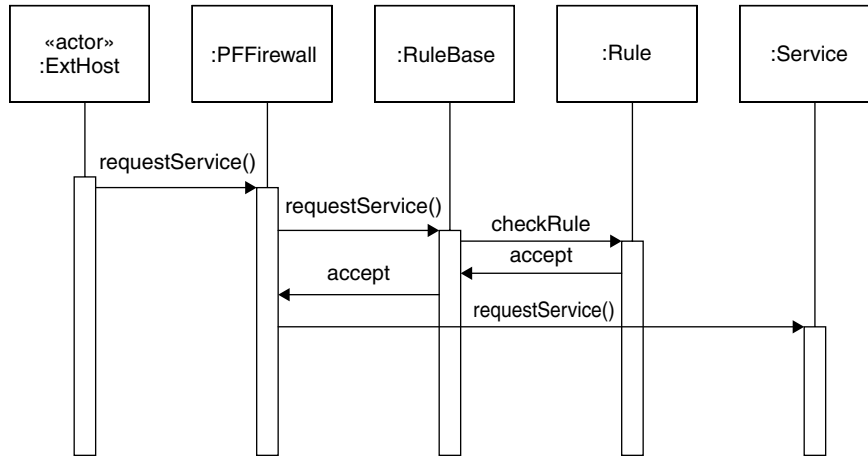 «actor»
:ExtHost
:PFFirewall
:RuleBase
:Rule
:Service
requestService()
requestService()
checkRule
accept
accept
requestService()